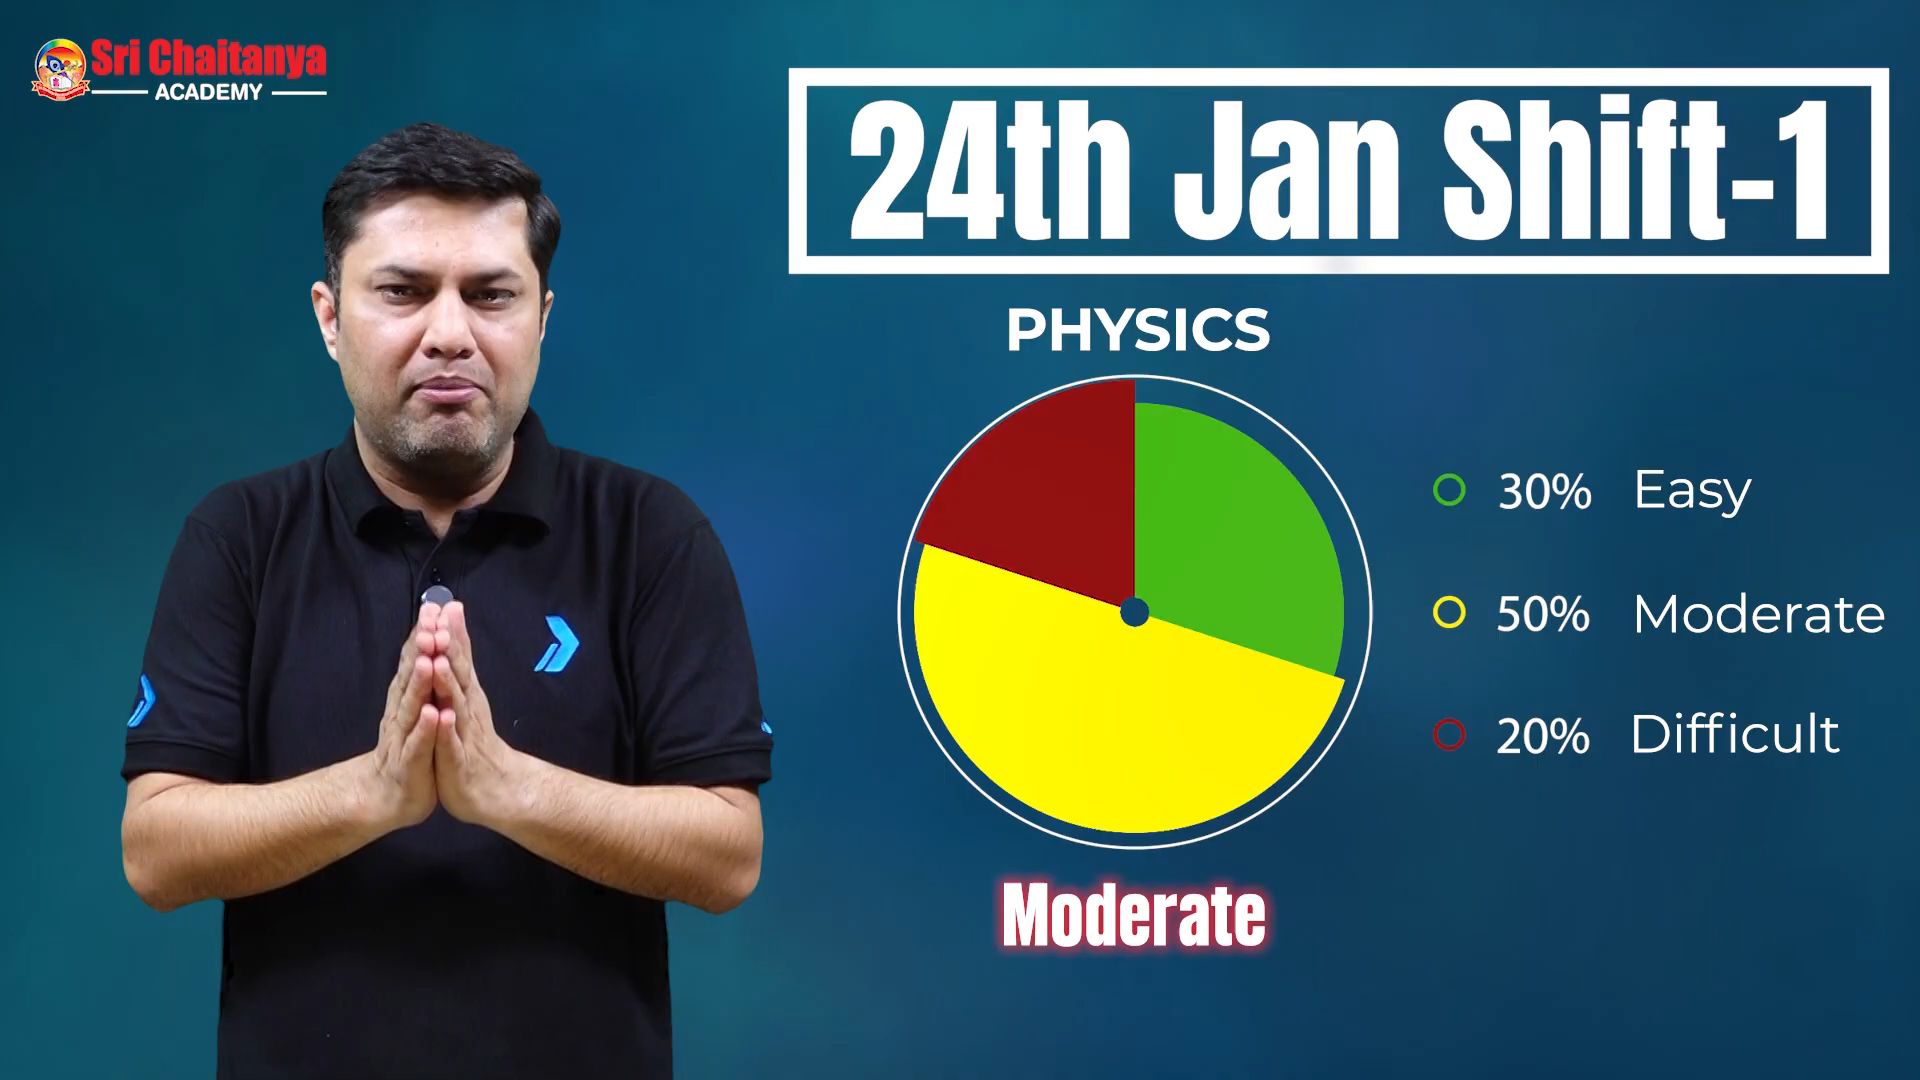 Sri Chaitanya
ACADEMY
24th Jan Shift-1
PHYSICS
30% Easy
50% Moderate
20% Difficult
Moderate